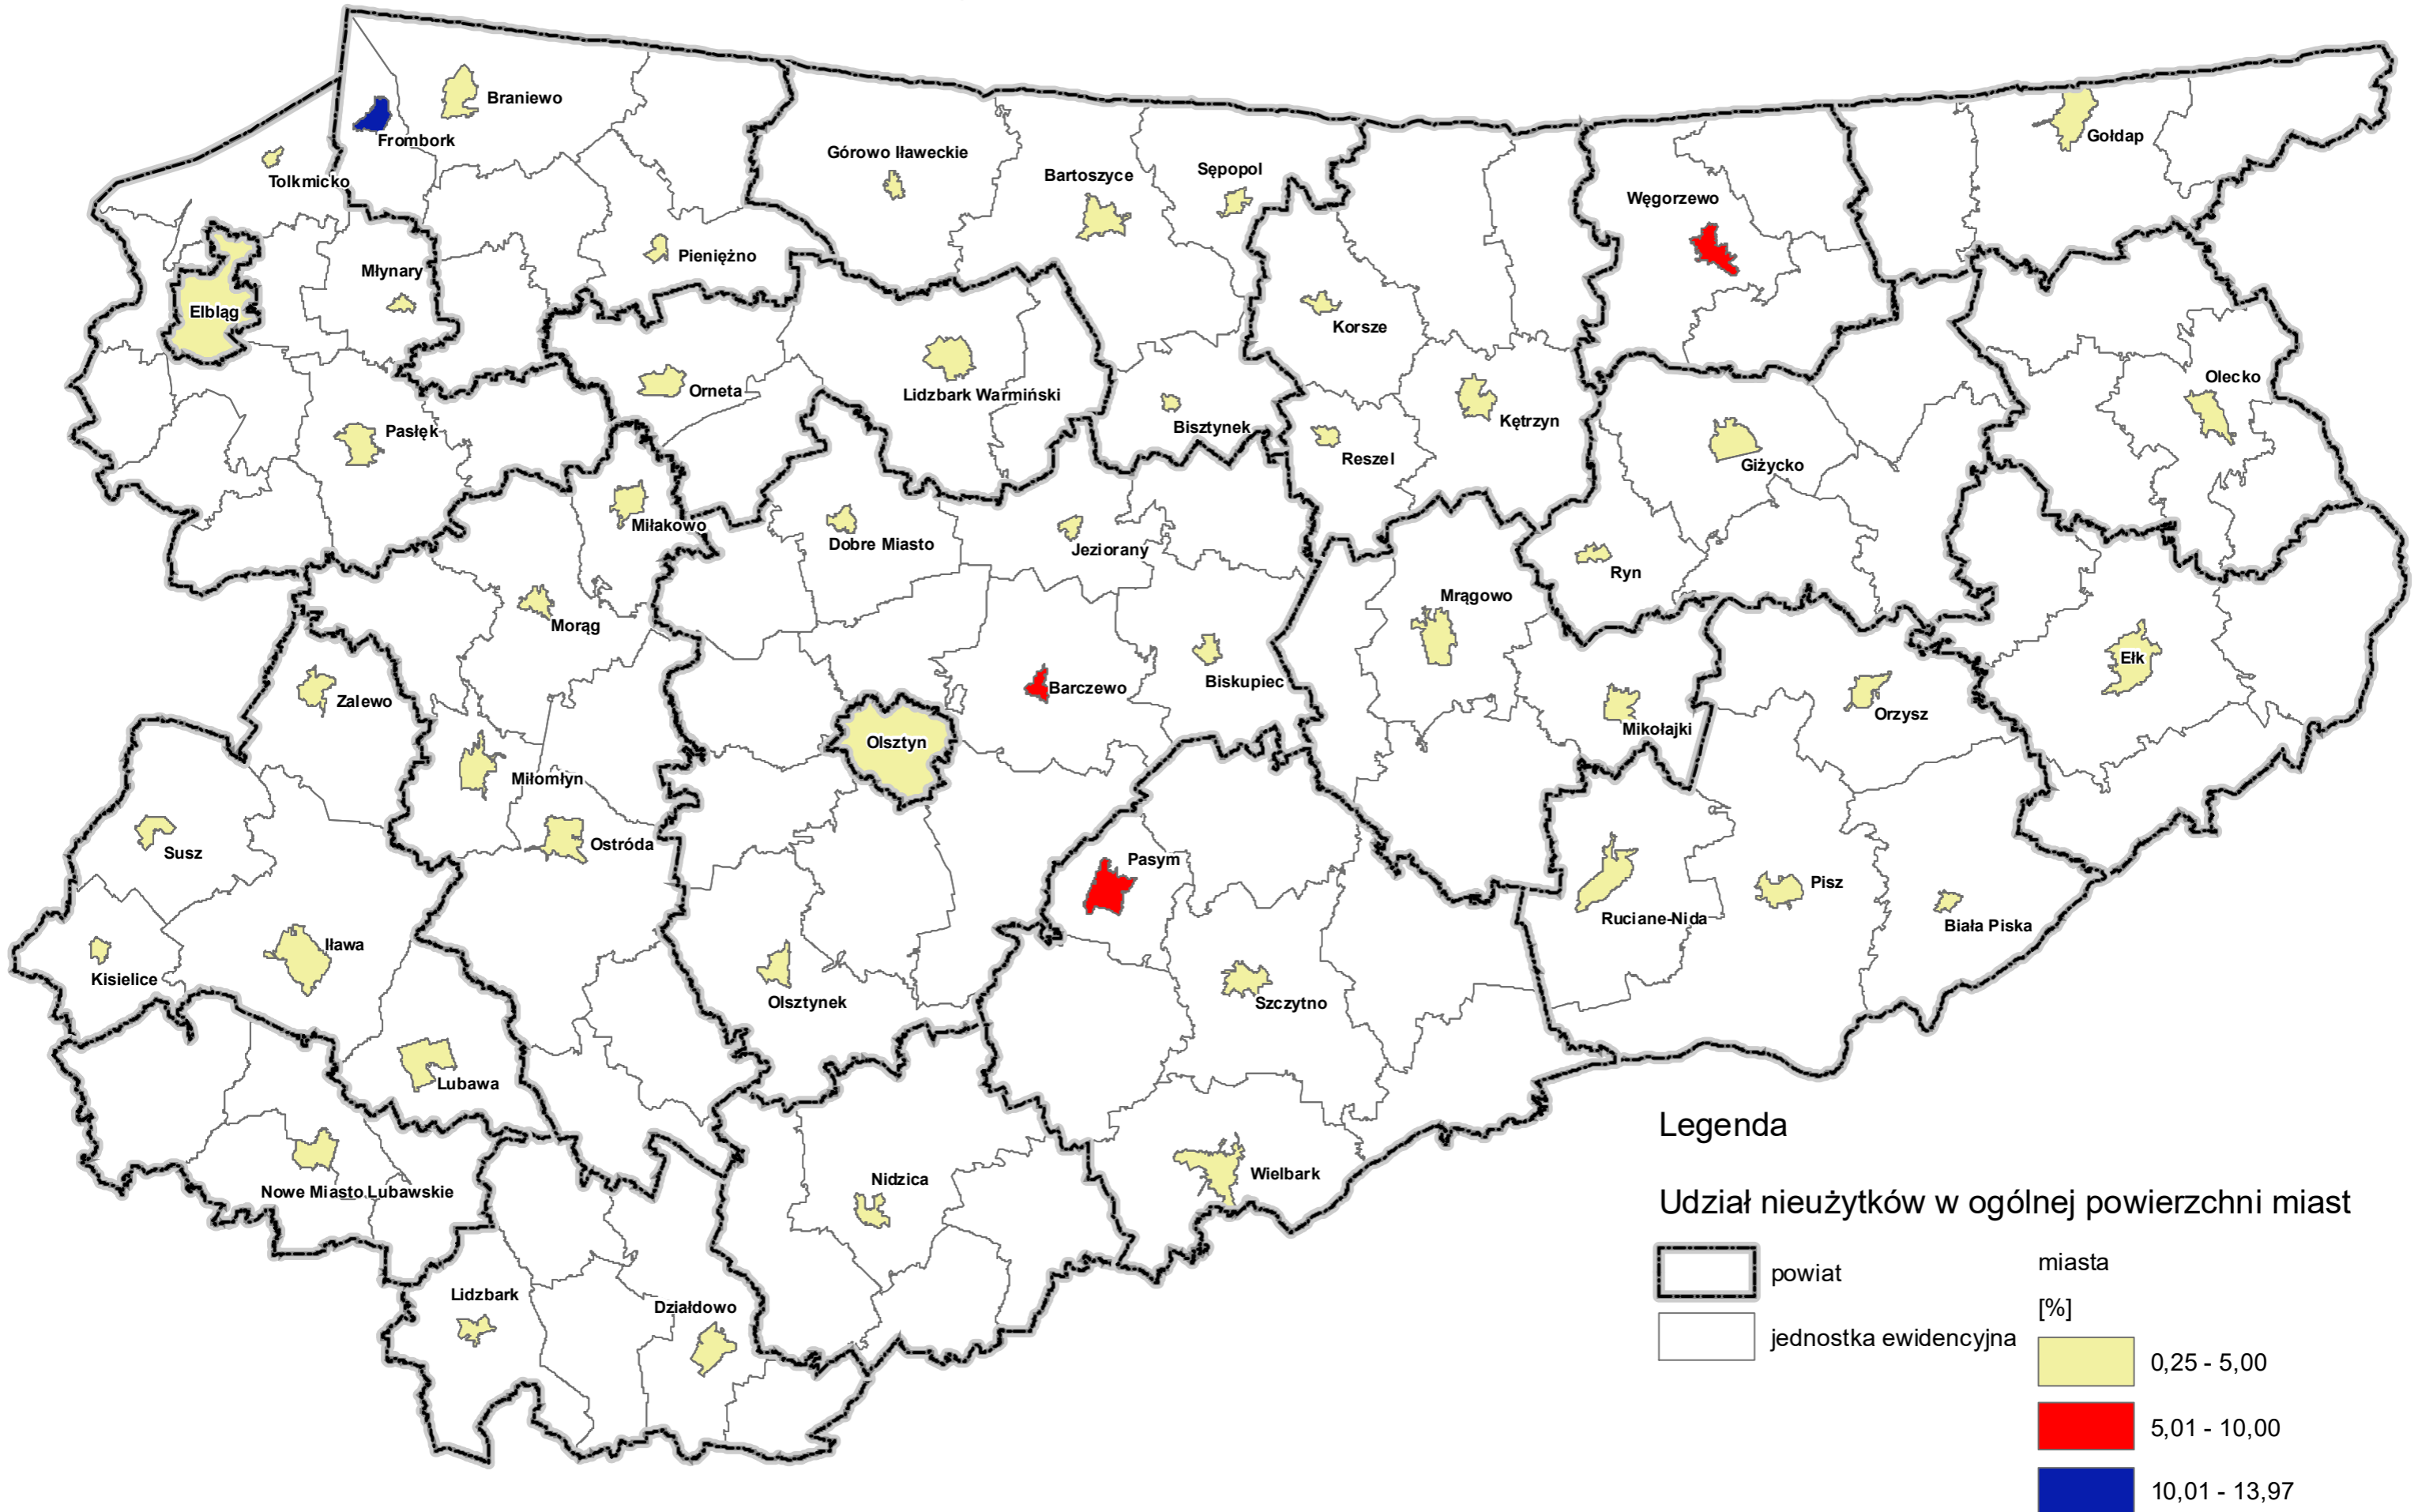 Braniewo
Frombork
Gołdap
Górowo Iławeckie
Sępopol
Bartoszyce
Tolkmicko
Węgorzewo
Pieniężno
Młynary
Elbląg
Korsze
Olecko
Orneta
Lidzbark Warmiński
Kętrzyn
Bisztynek
Pasłęk
Reszel
Giżycko
Miłakowo
Dobre Miasto
Jeziorany
Ryn
Mrągowo
Morąg
Ełk
Biskupiec
Barczewo
Zalewo
Orzysz
Mikołajki
Olsztyn
Miłomłyn
Ostróda
Susz
Pasym
Pisz
Ruciane-Nida
Biała Piska
Iława
Kisielice
Olsztynek
Szczytno
Lubawa
Wielbark
Nidzica
Nowe Miasto Lubawskie
Lidzbark
Działdowo
Legenda
Udział nieużytków w ogólnej powierzchni miast
powiat
jednostka ewidencyjna
miasta
[%]
0,25 - 5,00
5,01 - 10,00
10,01 - 13,97